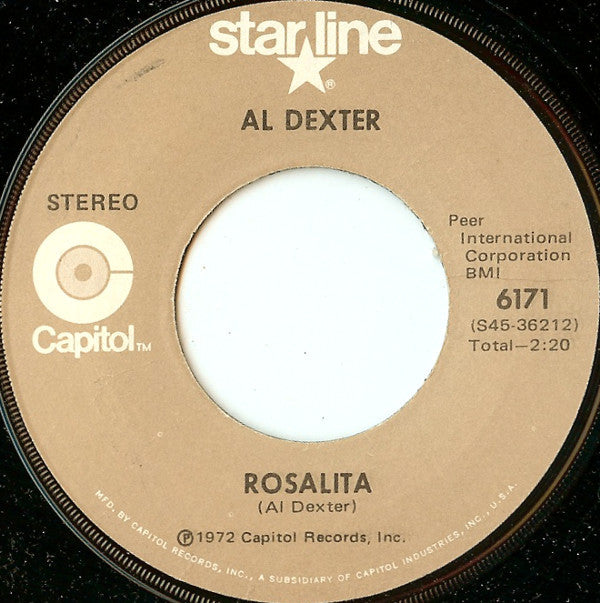 starline
®
AL DEXTER
STEREO
Capitol™
Peer
International
Corporation
BMI
6171
(S45-36212)
Total—2:20
ROSALITA
(Al Dexter)
℗1972 Capitol Records, Inc.
MFD. BY CAPITOL RECORDS, INC., A SUBSIDIARY OF CAPITOL INDUSTRIES, INC., U.S.A.